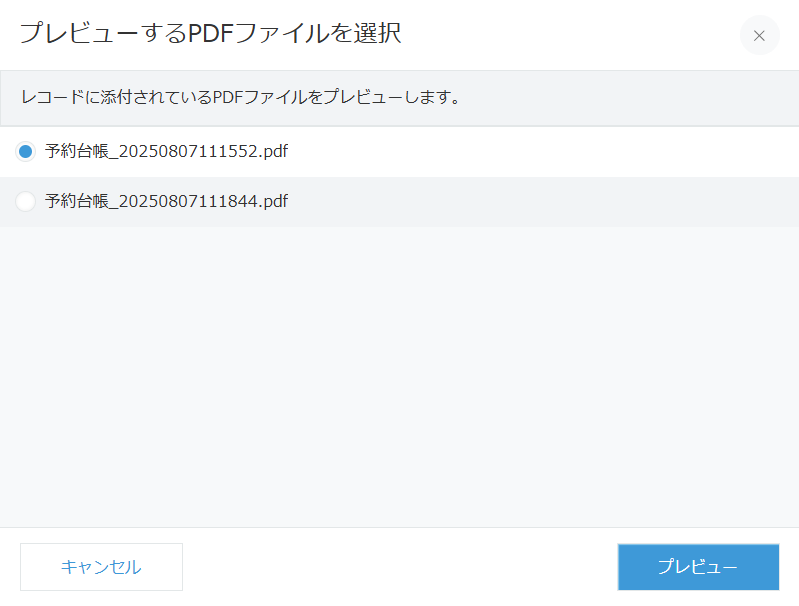 プレビューするPDFファイルを選択
レコードに添付されているPDFファイルをプレビューします。
予約台帳_20250807111552.pdf
予約台帳_20250807111844.pdf
キャンセル
プレビュー